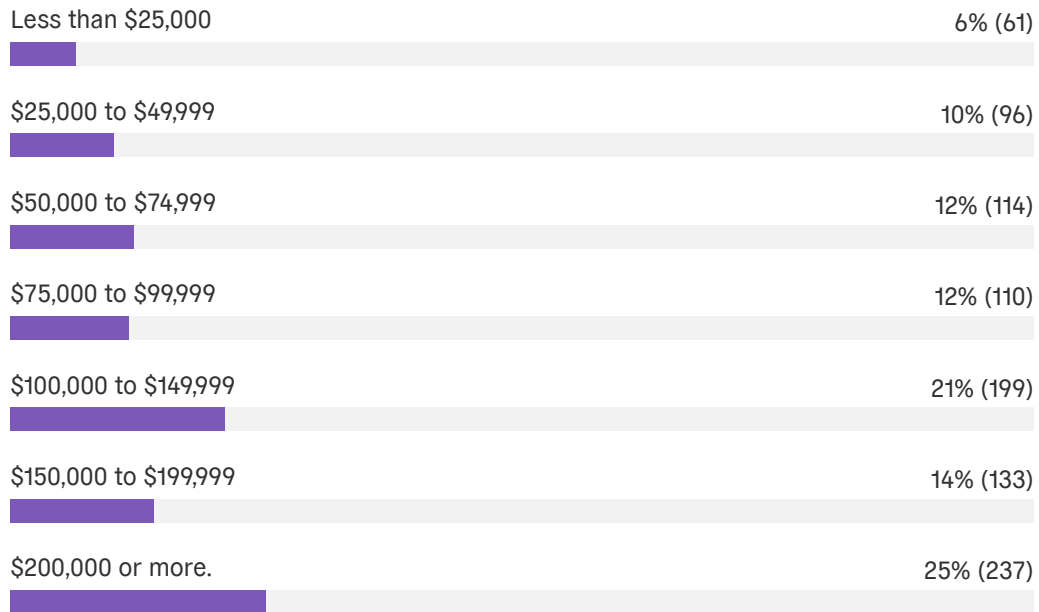 Less than $25,000 6% (61)
$25,000 to $49,999 10% (96)
$50,000 to $74,999 12% (114)
$75,000 to $99,999 12% (110)
$100,000 to $149,999 21% (199)
$150,000 to $199,999 14% (133)
$200,000 or more. 25% (237)